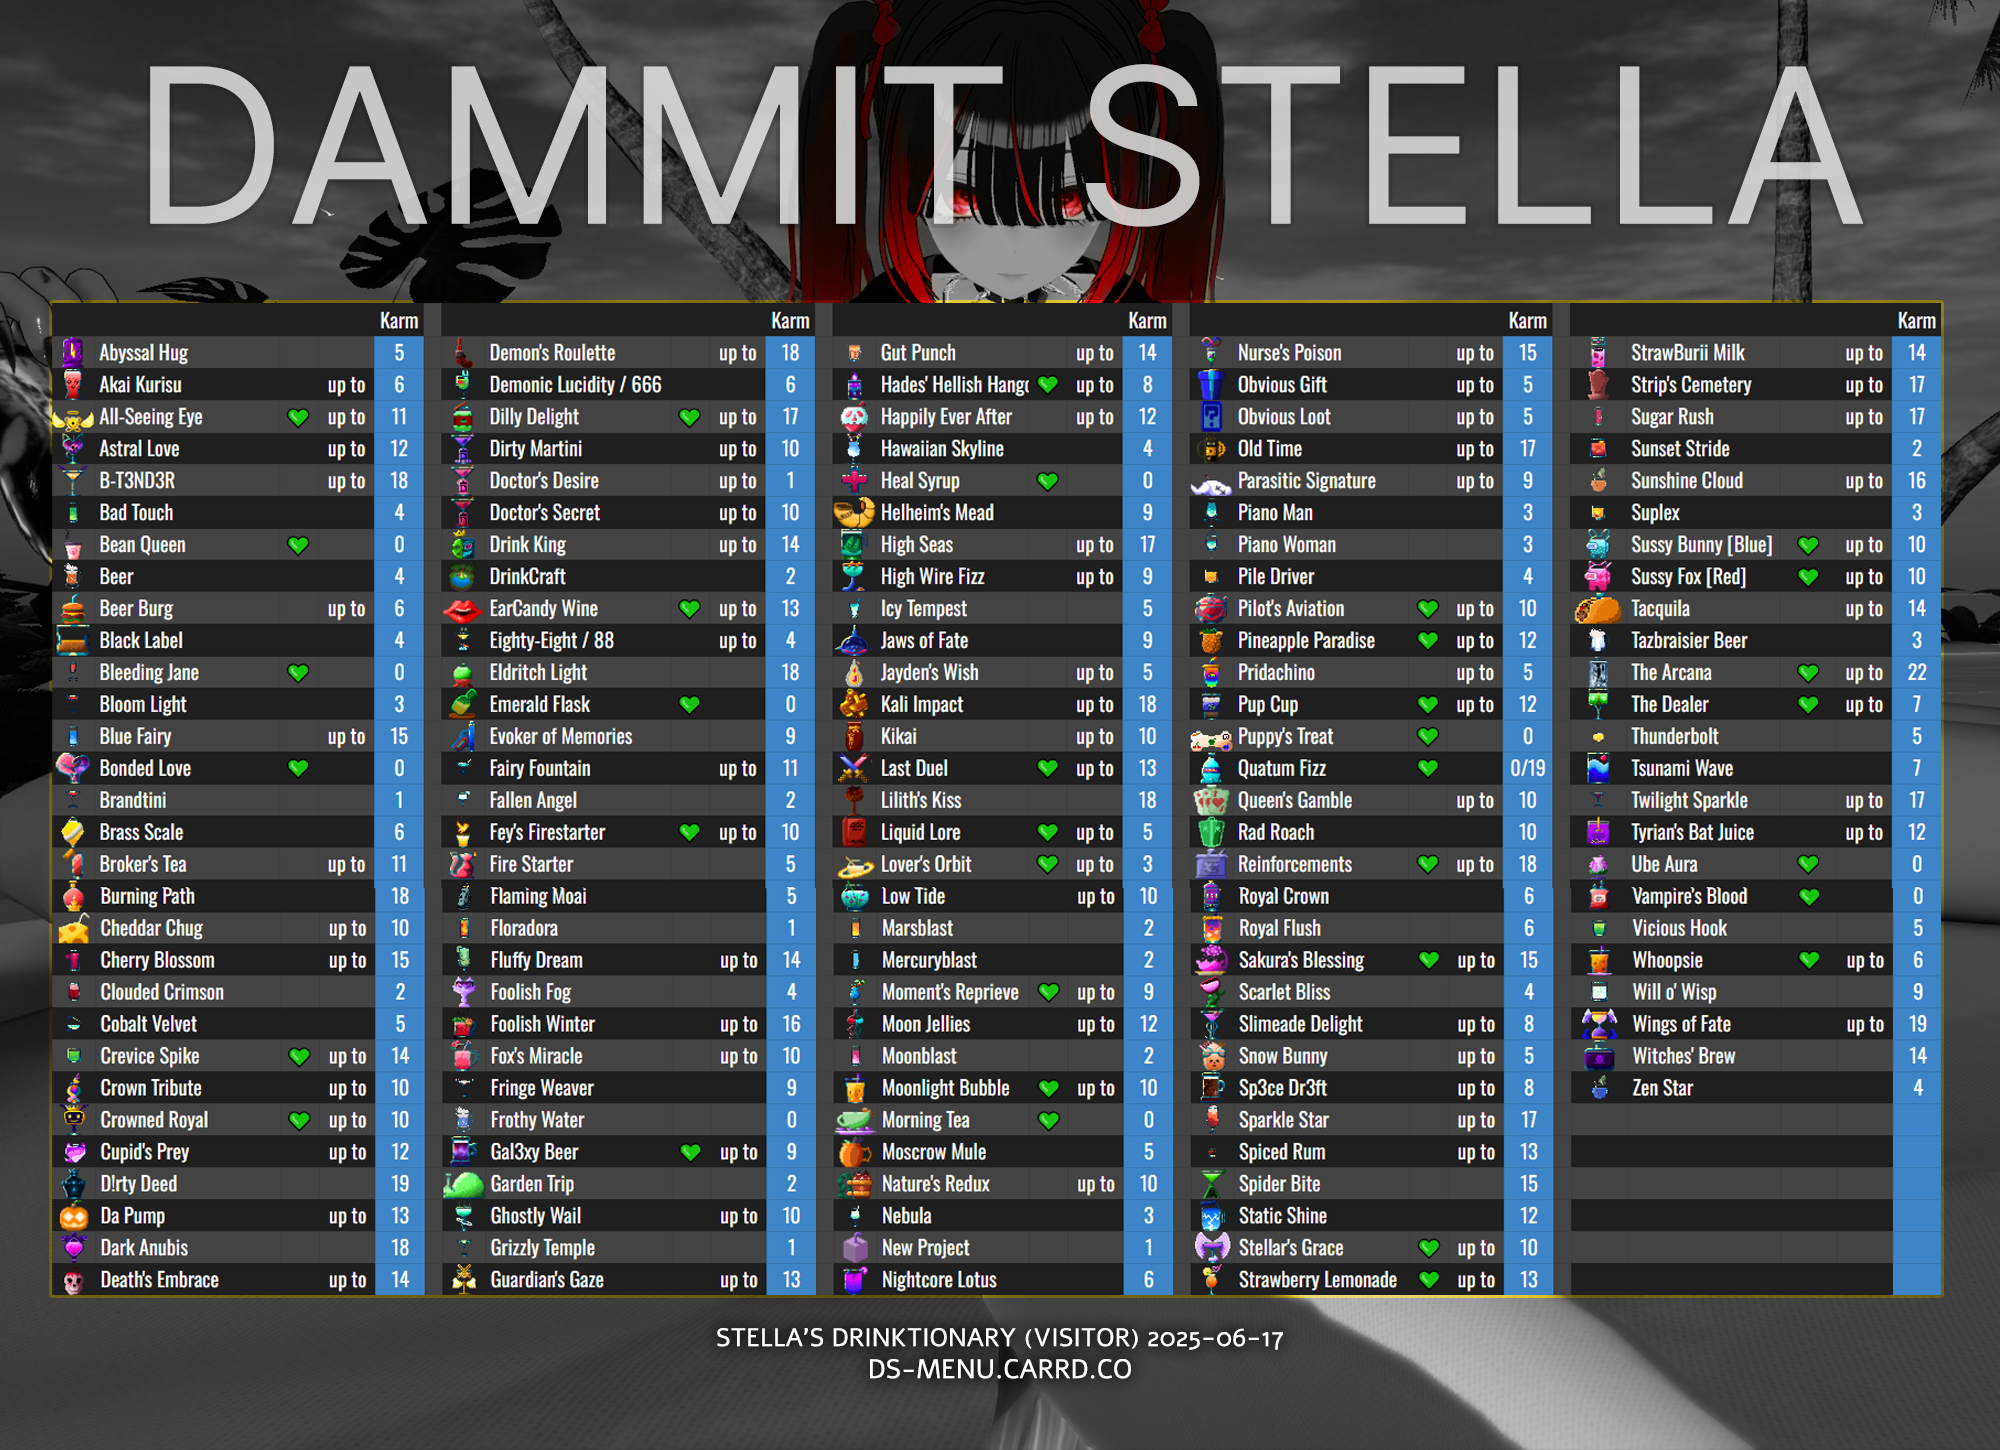 DAMMIT STELLA
Karm
Abyssal Hug 5
Akai Kurisu up to 6
All-Seeing Eye up to 11
Astral Love up to 12
B-T3ND3R up to 18
Bad Touch 4
Bean Queen 0
Beer 4
Beer Burg up to 6
Black Label 4
Bleeding Jane 0
Bloom Light 3
Blue Fairy up to 15
Bonded Love 0
Brandtini 1
Brass Scale 6
Broker's Tea up to 11
Burning Path 18
Cheddar Chug up to 10
Cherry Blossom up to 15
Clouded Crimson 2
Cobalt Velvet 5
Crevice Spike up to 14
Crown Tribute up to 10
Crowned Royal up to 10
Cupid's Prey up to 12
D!rty Deed 19
Da Pump up to 13
Dark Anubis 18
Death's Embrace up to 14
Karm
Demon's Roulette up to 18
Demonic Lucidity / 666 6
Dilly Delight up to 17
Dirty Martini up to 10
Doctor's Desire up to 1
Doctor's Secret up to 10
Drink King up to 14
DrinkCraft 2
EarCandy Wine up to 13
Eighty-Eight / 88 up to 4
Eldritch Light 18
Emerald Flask 0
Evoker of Memories 9
Fairy Fountain up to 11
Fallen Angel 2
Fey's Firestarter up to 10
Fire Starter 5
Flaming Moai 5
Floradora 1
Fluffy Dream up to 14
Foolish Fog 4
Foolish Winter up to 16
Fox's Miracle up to 10
Fringe Weaver 9
Frothy Water 0
Gal3xy Beer up to 9
Garden Trip 2
Ghostly Wail up to 10
Grizzly Temple 1
Guardian's Gaze up to 13
Karm
Gut Punch up to 14
Hades' Hellish Hang up to 8
Happily Ever After up to 12
Hawaiian Skyline 4
Heal Syrup 0
Helheim's Mead 9
High Seas up to 17
High Wire Fizz up to 9
Icy Tempest 5
Jaws of Fate 9
Jayden's Wish up to 5
Kali Impact up to 18
Kikai up to 10
Last Duel up to 13
Lilith's Kiss 18
Liquid Lore up to 5
Lover's Orbit up to 3
Low Tide up to 10
Marsblast 2
Mercuryblast 2
Moment's Reprieve up to 9
Moon Jellies up to 12
Moonblast 2
Moonlight Bubble up to 10
Morning Tea 0
Moscrow Mule 5
Nature's Redux up to 10
Nebula 3
New Project 1
Nightcore Lotus 6
Karm
Nurse's Poison up to 15
Obvious Gift up to 5
Obvious Loot up to 5
Old Time up to 17
Parasitic Signature up to 9
Piano Man 3
Piano Woman 3
Pile Driver 4
Pilot's Aviation up to 10
Pineapple Paradise up to 12
Pridachino up to 5
Pup Cup up to 12
Puppy's Treat 0
Quatum Fizz 0/19
Queen's Gamble up to 10
Rad Roach 10
Reinforcements up to 18
Royal Crown 6
Royal Flush 6
Sakura's Blessing up to 15
Scarlet Bliss 4
Slimeade Delight up to 8
Snow Bunny up to 5
Sp3ce Dr3ft up to 8
Sparkle Star up to 17
Spiced Rum up to 13
Spider Bite 15
Static Shine 12
Stellar's Grace up to 10
Strawberry Lemonade up to 13
Karm
StrawBurii Milk up to 14
Strip's Cemetery up to 17
Sugar Rush up to 17
Sunset Stride 2
Sunshine Cloud up to 16
Suplex 3
Sussy Bunny [Blue] up to 10
Sussy Fox [Red] up to 10
Tacquila up to 14
Tazbraisier Beer 3
The Arcana up to 22
The Dealer up to 7
Thunderbolt 5
Tsunami Wave 7
Twilight Sparkle up to 17
Tyrian's Bat Juice up to 12
Ube Aura 0
Vampire's Blood 0
Vicious Hook 5
Whoopsie up to 6
Will o' Wisp 9
Wings of Fate up to 19
Witches' Brew 14
Zen Star 4
STELLA'S DRINKTIONARY (VISITOR) 2025-06-17
DS-MENU.CARRD.CO